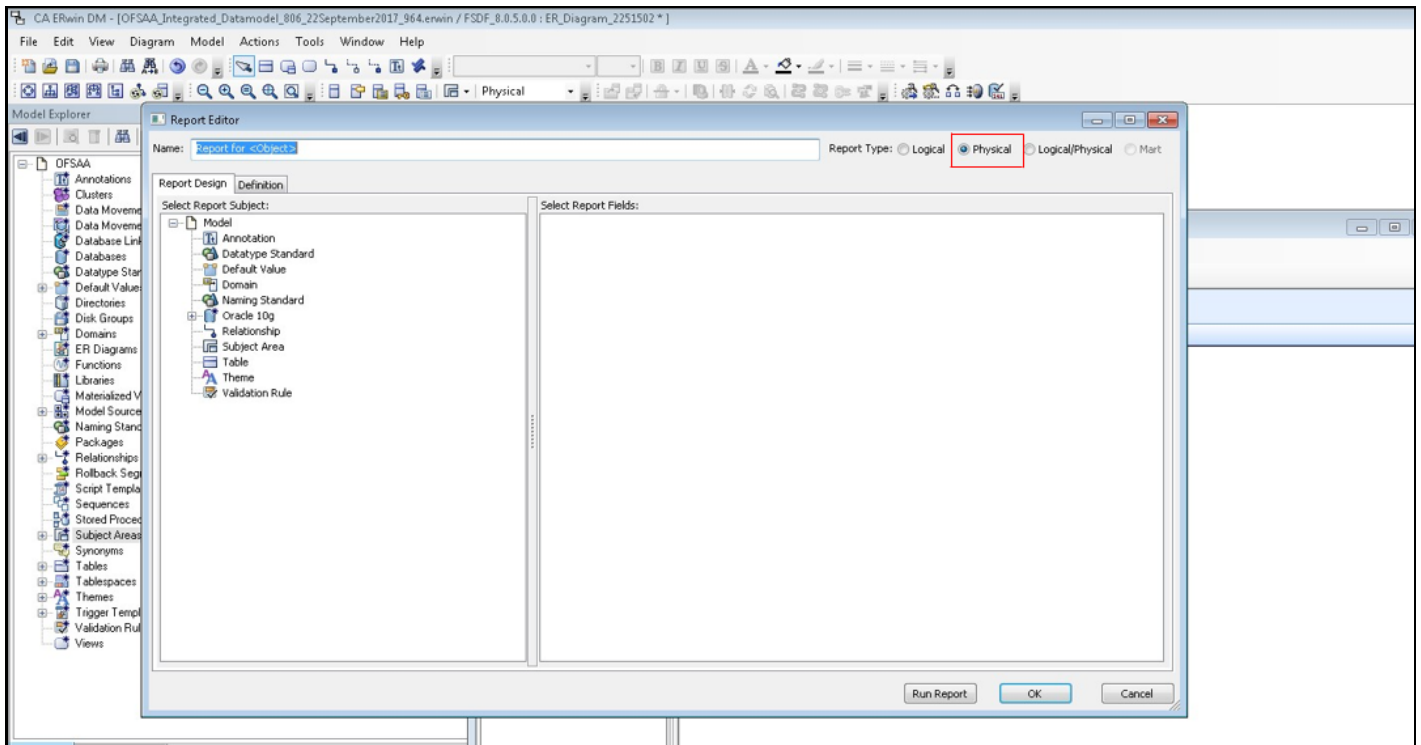 CA ERwin DM - [OFSAA_Integrated_Datamodel_806_22September2017_964.erwin / FSDF_8.0.5.0.0 : ER_Diagram_2251502 * ]
File Edit View Diagram Model Actions Tools Window Help
Physical
Model Explorer
OFSAA
Annotations
Clusters
Data Moveme
Data Moveme
Database Link
Databases
Datatype Stan
Default Values
Directories
Disk Groups
Domains
ER Diagrams
Functions
Libraries
Materialized V
Model Source
Naming Stand
Packages
Relationships
Rollback Seg
Script Templa
Sequences
Stored Proced
Subject Areas
Synonyms
Tables
Tablespaces
Themes
Trigger Templ
Validation Rul
Views
Report Editor
Name: Report for <Object>
Report Type: Logical Physical Logical/Physical Mart
Report Design Definition
Select Report Subject:
Model
Annotation
Datatype Standard
Default Value
Domain
Naming Standard
Oracle 10g
Relationship
Subject Area
Table
Theme
Validation Rule
Select Report Fields:
Run Report OK Cancel